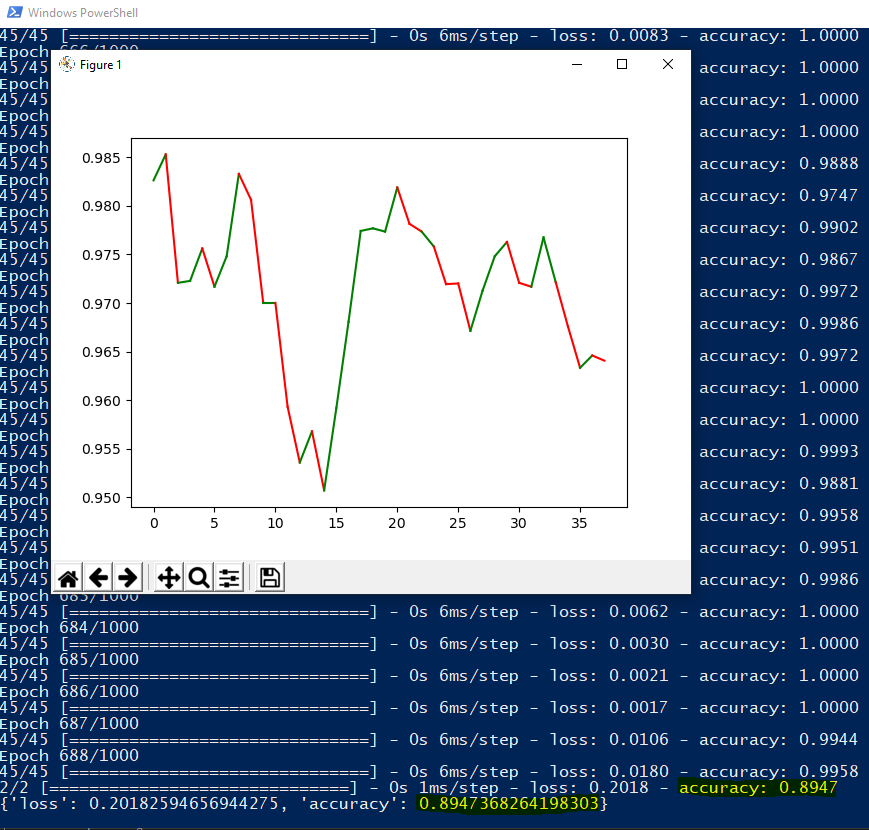 Windows PowerShell
45/45 [==============================] - 0s 6ms/step - loss: 0.0083 - accuracy: 1.0000
Epoch 666/1000
45/45 accuracy: 1.0000
Epoch
45/45 accuracy: 1.0000
Epoch
45/45 accuracy: 1.0000
Epoch
45/45 accuracy: 0.9888
Epoch
45/45 accuracy: 0.9747
Epoch
45/45 accuracy: 0.9902
Epoch
45/45 accuracy: 0.9867
Epoch
45/45 accuracy: 0.9972
Epoch
45/45 accuracy: 0.9986
Epoch
45/45 accuracy: 0.9972
Epoch
45/45 accuracy: 1.0000
Epoch
45/45 accuracy: 1.0000
Epoch
45/45 accuracy: 0.9993
Epoch
45/45 accuracy: 0.9881
Epoch
45/45 accuracy: 0.9958
Epoch
45/45 accuracy: 0.9951
Epoch
45/45 accuracy: 0.9986
Figure 1
0.985
0.980
0.975
0.970
0.965
0.960
0.955
0.950
0 5 10 15 20 25 30 35
Epoch 683/1000
45/45 [==============================] - 0s 6ms/step - loss: 0.0062 - accuracy: 1.0000
Epoch 684/1000
45/45 [==============================] - 0s 6ms/step - loss: 0.0030 - accuracy: 1.0000
Epoch 685/1000
45/45 [==============================] - 0s 6ms/step - loss: 0.0021 - accuracy: 1.0000
Epoch 686/1000
45/45 [==============================] - 0s 6ms/step - loss: 0.0017 - accuracy: 1.0000
Epoch 687/1000
45/45 [==============================] - 0s 6ms/step - loss: 0.0106 - accuracy: 0.9944
Epoch 688/1000
45/45 [==============================] - 0s 6ms/step - loss: 0.0180 - accuracy: 0.9958
2/2 [==============================] - 0s 1ms/step - loss: 0.2018 - accuracy: 0.8947
{'loss': 0.20182594656944275, 'accuracy': 0.8947368264198303}